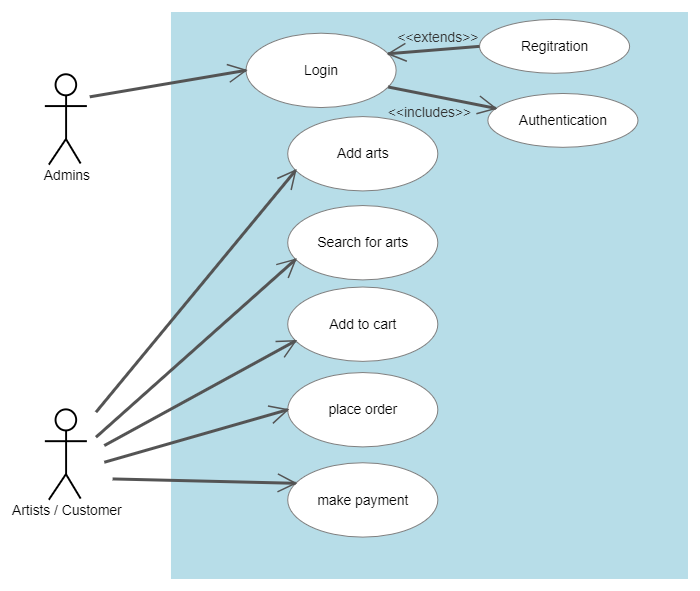 <<extends>>
Regitration
Login
<<includes>>
Authentication
Add arts
Admins
Search for arts
Add to cart
place order
make payment
Artists / Customer